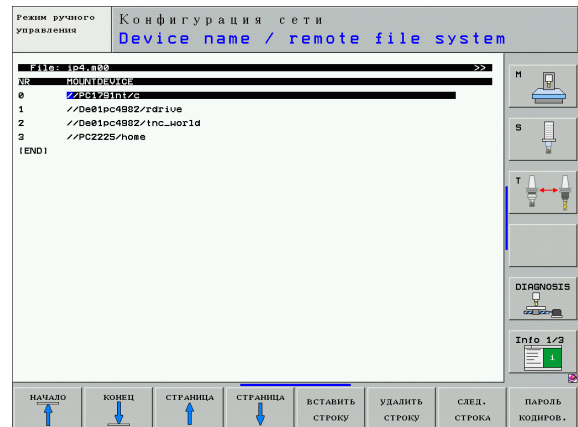 Режим ручного
управления
Конфигурация сети
Device name / remote file system
File: ip4.m00 >>
NR MOUNTDEVICE
0 //PC1791nt/c
1 //De01pc4982/rdrive
2 //De01pc4982/tnc_world
3 //PC2225/home
[END]
M
S
T
DIAGNOSIS
Info 1/3
i
НАЧАЛО КОНЕЦ СТРАНИЦА СТРАНИЦА ВСТАВИТЬ СТРОКУ УДАЛИТЬ СТРОКУ СЛЕД. СТРОКА ПАРОЛЬ КОДИРОВ.